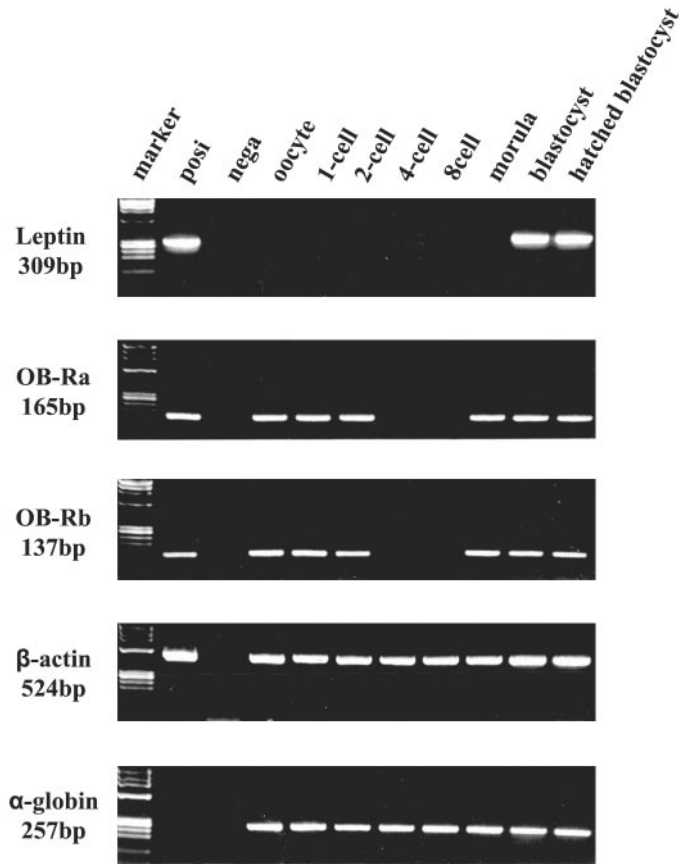 marker
posi
nega
oocyte
1-cell
2-cell
4-cell
8cell
morula
blastocyst
hatched blastocyst
Leptin
309bp
OB-Ra
165bp
OB-Rb
137bp
β-actin
524bp
α-globin
257bp